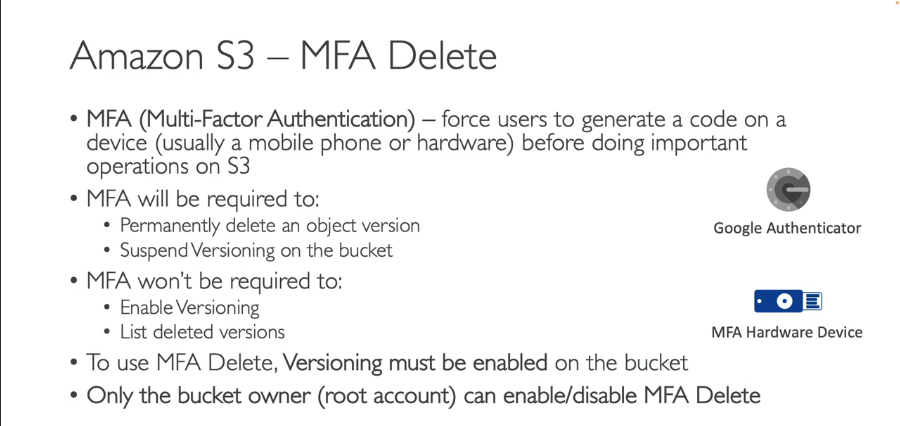 Amazon S3 – MFA Delete
• MFA (Multi-Factor Authentication) – force users to generate a code on a
device (usually a mobile phone or hardware) before doing important
operations on S3
• MFA will be required to:
• Permanently delete an object version
• Suspend Versioning on the bucket
Google Authenticator
• MFA won't be required to:
• Enable Versioning
• List deleted versions
MFA Hardware Device
• To use MFA Delete, Versioning must be enabled on the bucket
• Only the bucket owner (root account) can enable/disable MFA Delete